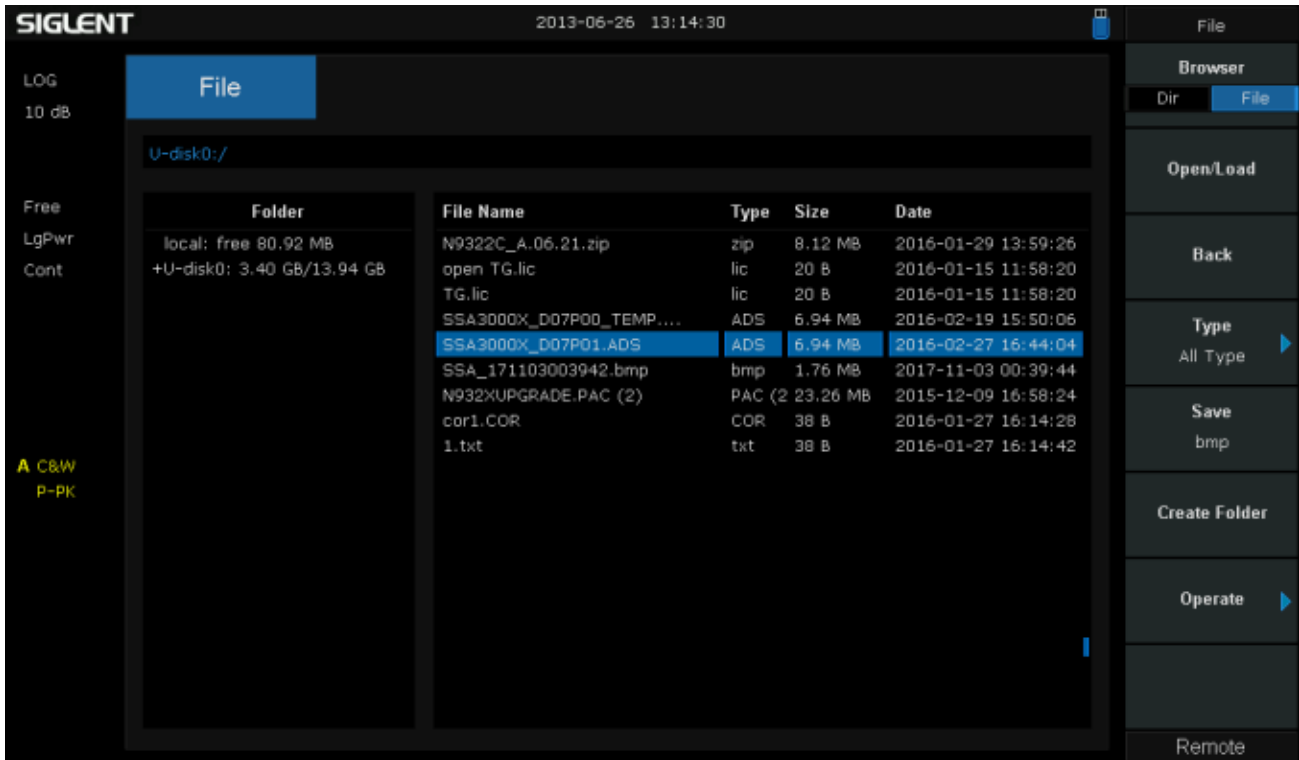 SIGLENT 2013-06-26 13:14:30 File
LOG
10 dB
Free
LgPwr
Cont
A C&W
P-PK
File
U-disk0:/
Folder
local: free 80.92 MB
+U-disk0: 3.40 GB/13.94 GB
File Name Type Size Date
N9322C_A.06.21.zip zip 8.12 MB 2016-01-29 13:59:26
open TG.lic lic 20 B 2016-01-15 11:58:20
TG.lic lic 20 B 2016-01-15 11:58:20
SSA3000X_D07P00_TEMP.... ADS 6.94 MB 2016-02-19 15:50:06
SSA3000X_D07P01.ADS ADS 6.94 MB 2016-02-27 16:44:04
SSA_171103003942.bmp bmp 1.76 MB 2017-11-03 00:39:44
N932XUPGRADE.PAC (2) PAC (2 23.26 MB 2015-12-09 16:58:24
cor1.COR COR 38 B 2016-01-27 16:14:28
1.txt txt 38 B 2016-01-27 16:14:42
Browser
Dir File
Open/Load
Back
Type
All Type
Save
bmp
Create Folder
Operate
Remote